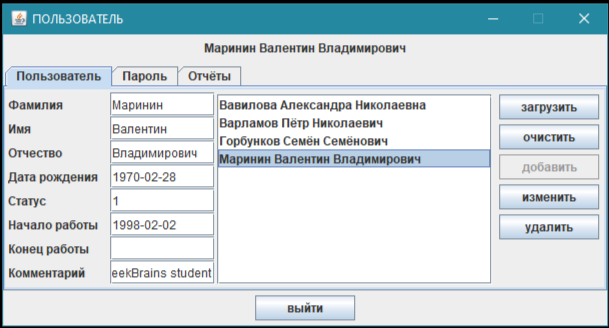 ПОЛЬЗОВАТЕЛЬ
Маринин Валентин Владимирович
Пользователь Пароль Отчёты
Фамилия Маринин
Имя Валентин
Отчество Владимирович
Дата рождения 1970-02-28
Статус 1
Начало работы 1998-02-02
Конец работы
Комментарий eekBrains student
Вавилова Александра Николаевна
Варламов Пётр Николаевич
Горбунков Семён Семёнович
Маринин Валентин Владимирович
загрузить
очистить
добавить
изменить
удалить
выйти